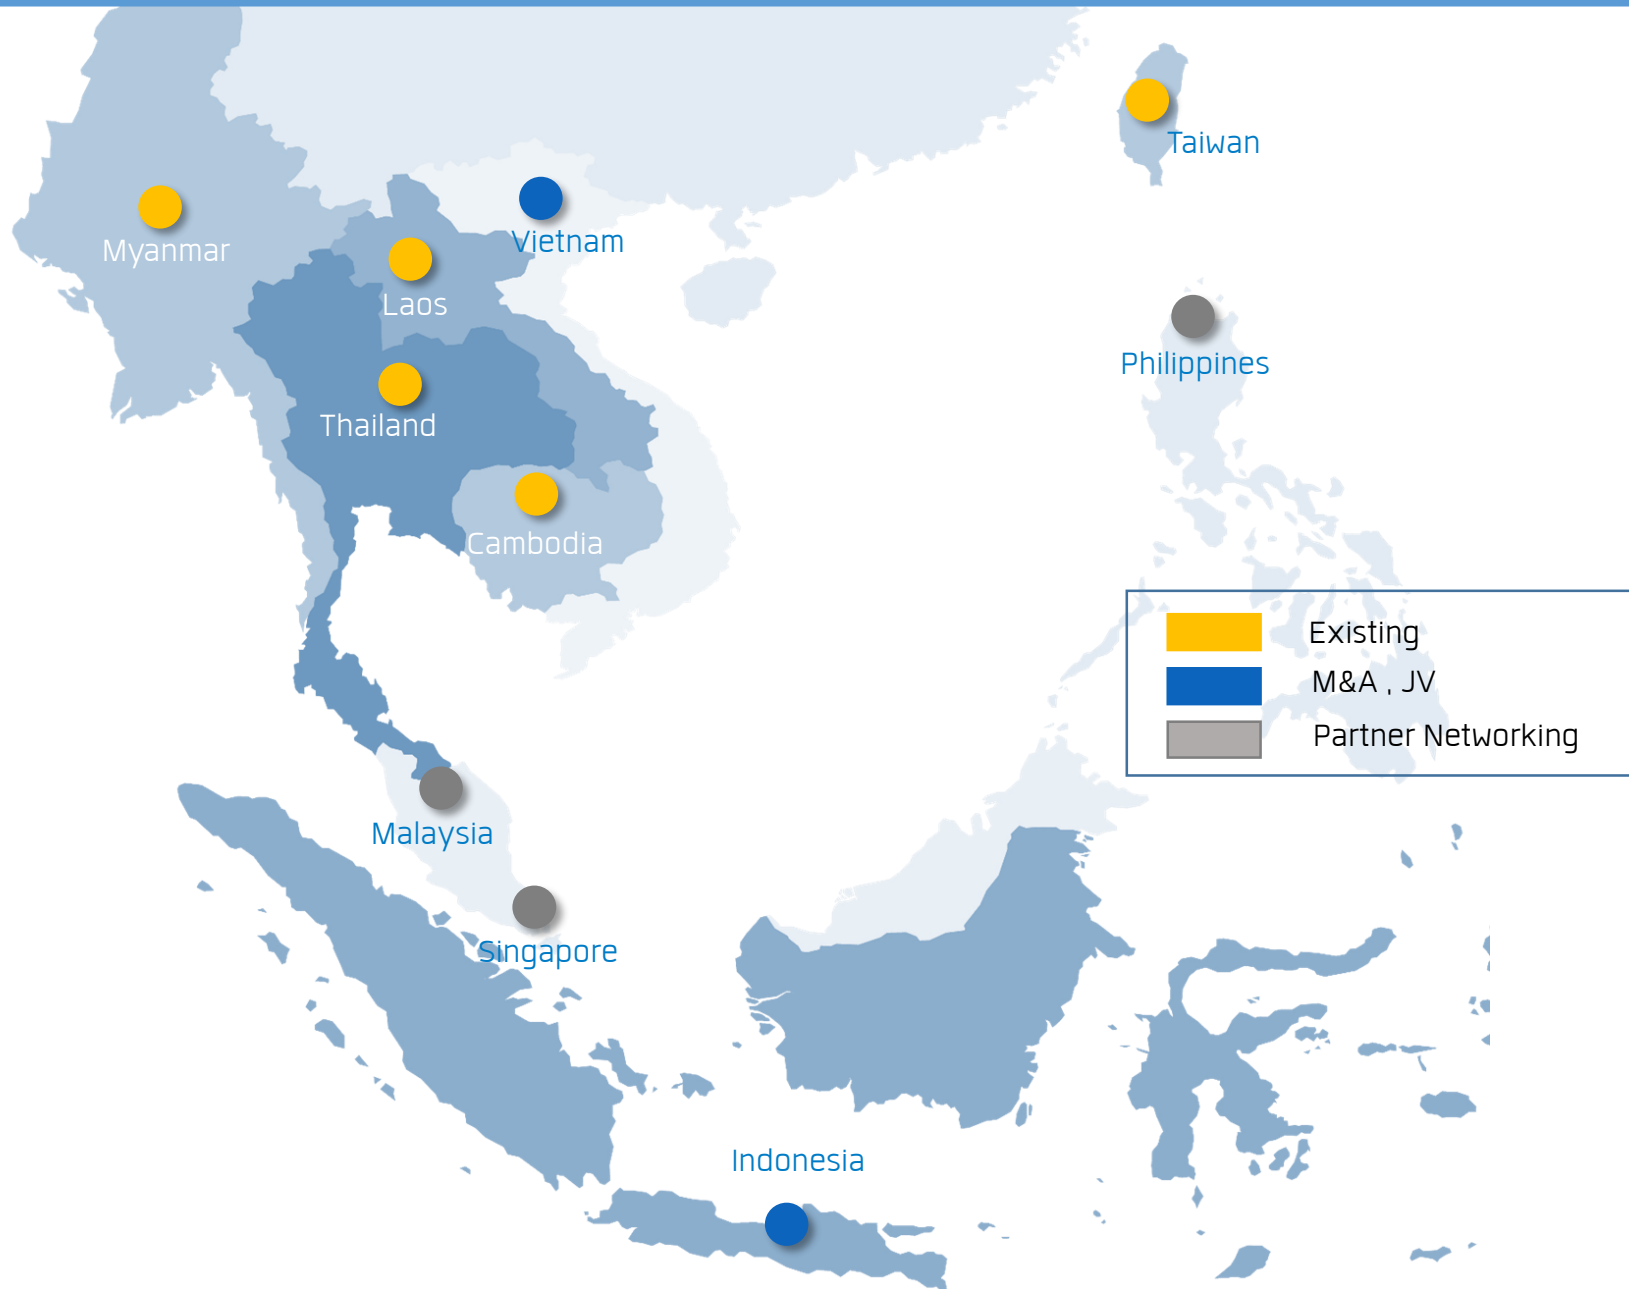 Taiwan
Vietnam
Myanmar
Laos
Philippines
Thailand
Cambodia
Existing
M&A , JV
Partner Networking
Malaysia
Singapore
Indonesia